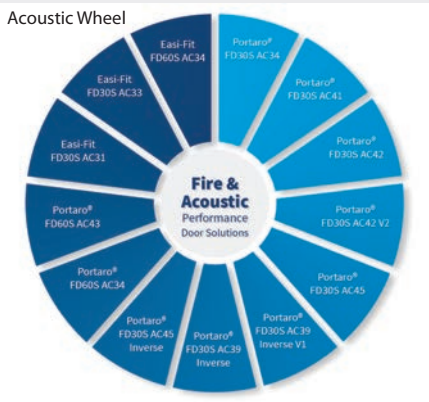 Acoustic Wheel
Portaro®
FD30S AC34
Portaro®
FD30S AC41
Portaro®
FD30S AC42
Portaro®
FD30S AC42 V2
Portaro®
FD30S AC45
Portaro®
FD30S AC39
Inverse V1
Portaro®
FD30S AC39
Inverse
Portaro®
FD30S AC45
Inverse
Portaro®
FD60S AC34
Portaro®
FD60S AC43
Easi-Fit
FD30S AC31
Easi-Fit
FD30S AC33
Easi-Fit
FD60S AC34
Fire &
Acoustic
Performance
Door Solutions